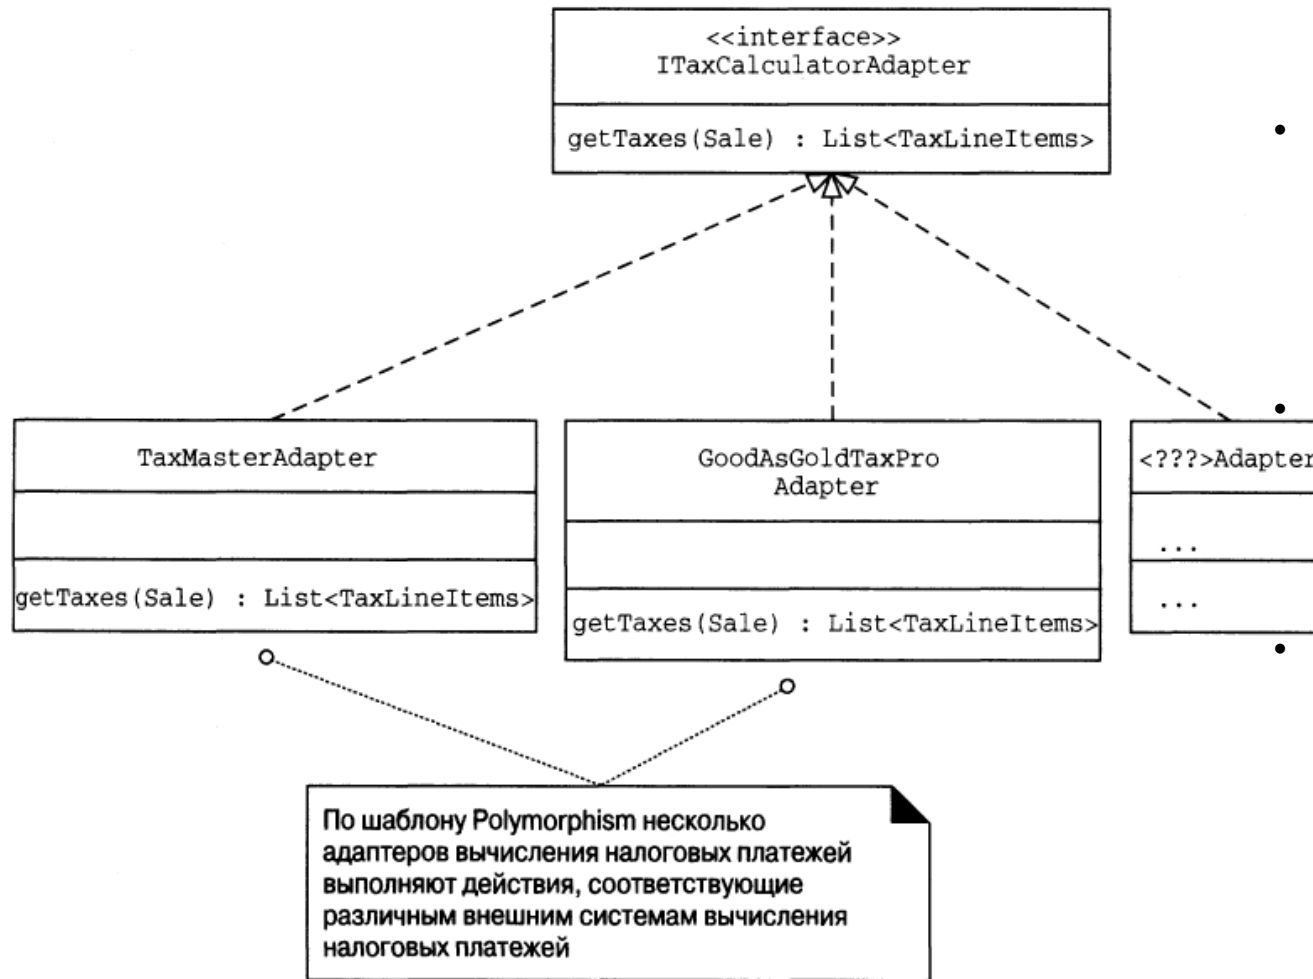 <<interface>>
ITaxCalculatorAdapter
getTaxes(Sale) : List<TaxLineItems>
TaxMasterAdapter
getTaxes(Sale) : List<TaxLineItems>
GoodAsGoldTaxPro
Adapter
getTaxes(Sale) : List<TaxLineItems>
<???>Adapter
...
...
По шаблону Polymorphism несколько
адаптеров вычисления налоговых платежей
выполняют действия, соответствующие
различным внешним системам вычисления
налоговых платежей